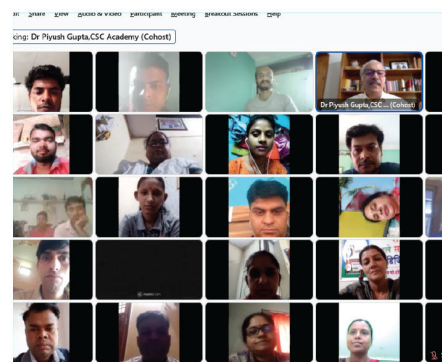 Share View Audio & Video Participant Meeting Breakout Sessions Help
king: Dr Piyush Gupta,CSC Academy (Cohost)
Dr Piyush Gupta,CSC ... (Cohost)